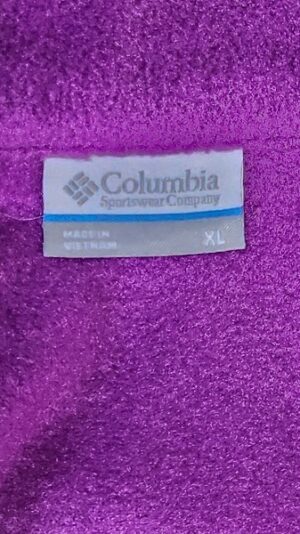 Columbia
Sportswear Company
MADE IN
VIETNAM
XL